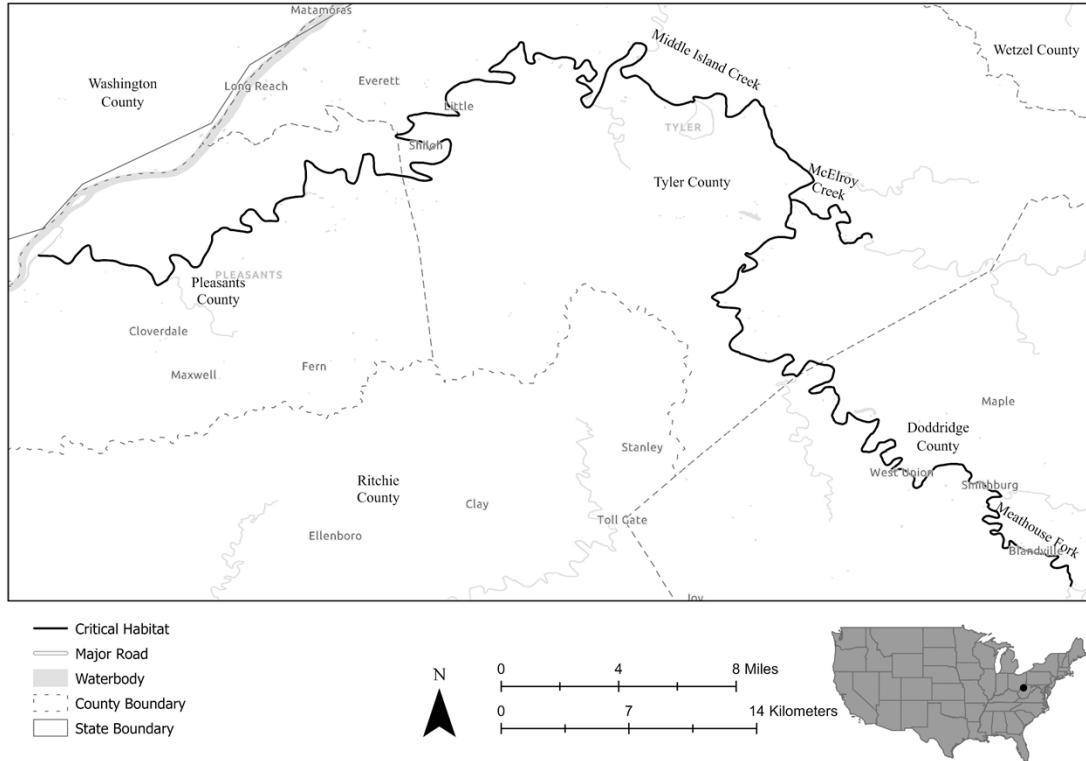 Matamoras
Middle Island Creek
Wetzel County
Washington
County
Long Reach
Everett
Little
TYLER
Shiloh
Tyler County
McElroy
Creek
PLEASANTS
Pleasants
County
Cloverdale
Maxwell
Fern
Maple
Doddridge
County
Stanley
West Union
Smithburg
Ritchie
County
Clay
Toll Gate
Ellenboro
Meathouse Fork
Blandville
Joy
Critical Habitat
Major Road
Waterbody
County Boundary
State Boundary
N
0 4 8 Miles
0 7 14 Kilometers